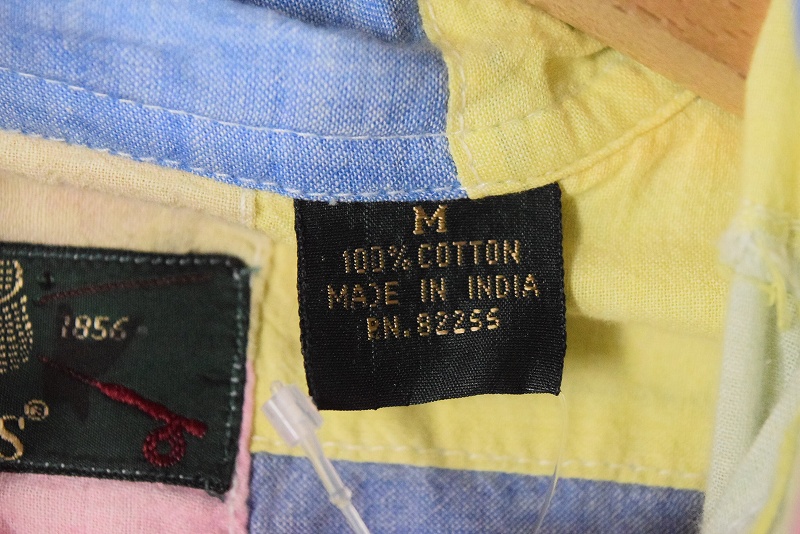 M
100% COTTON
MADE IN INDIA
RN.82255
1856
S®